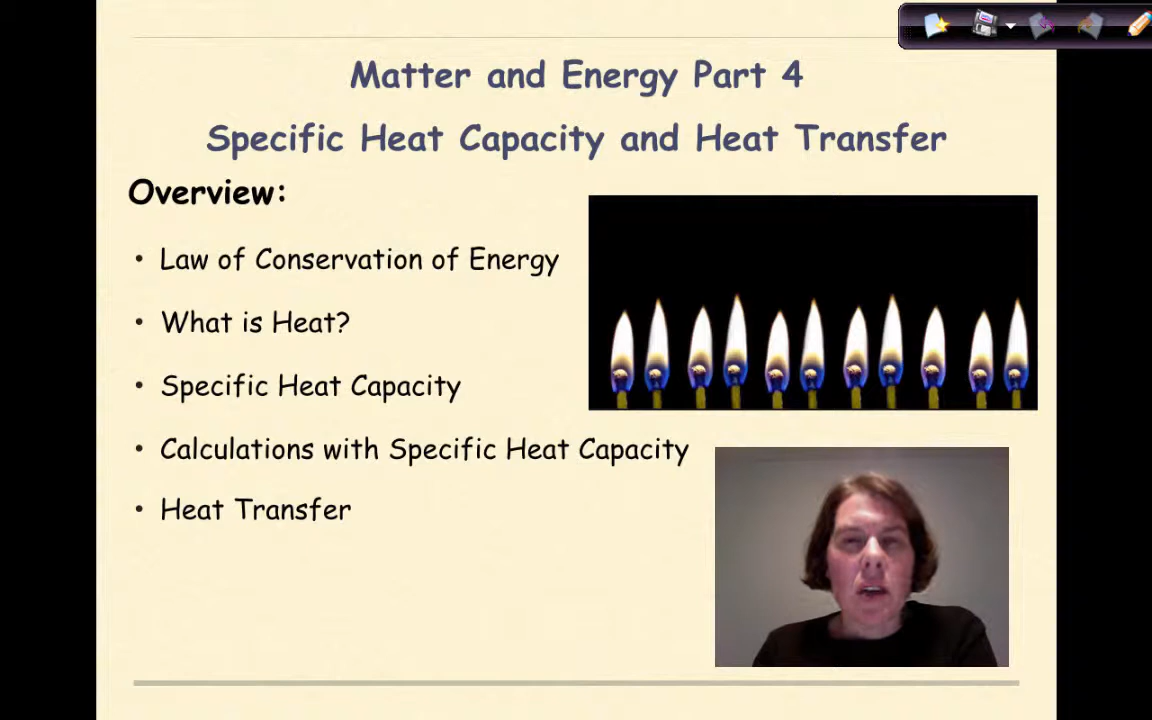 Matter and Energy Part 4
Specific Heat Capacity and Heat Transfer
Overview:
• Law of Conservation of Energy
• What is Heat?
• Specific Heat Capacity
• Calculations with Specific Heat Capacity
• Heat Transfer